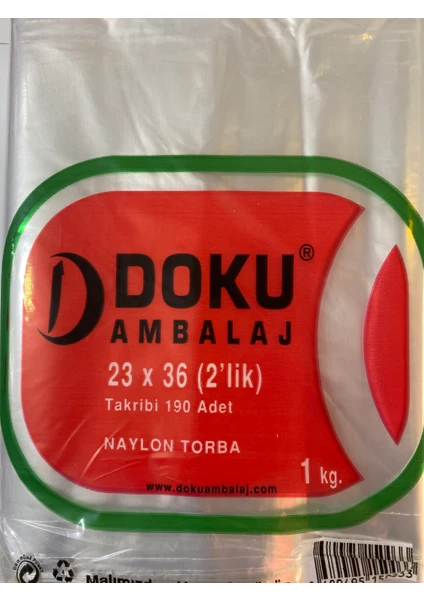 DOKU®
AMBALAJ
23 x 36 (2'lik)
Takribi 190 Adet
NAYLON TORBA
1 kg.
www.dokuambalaj.com